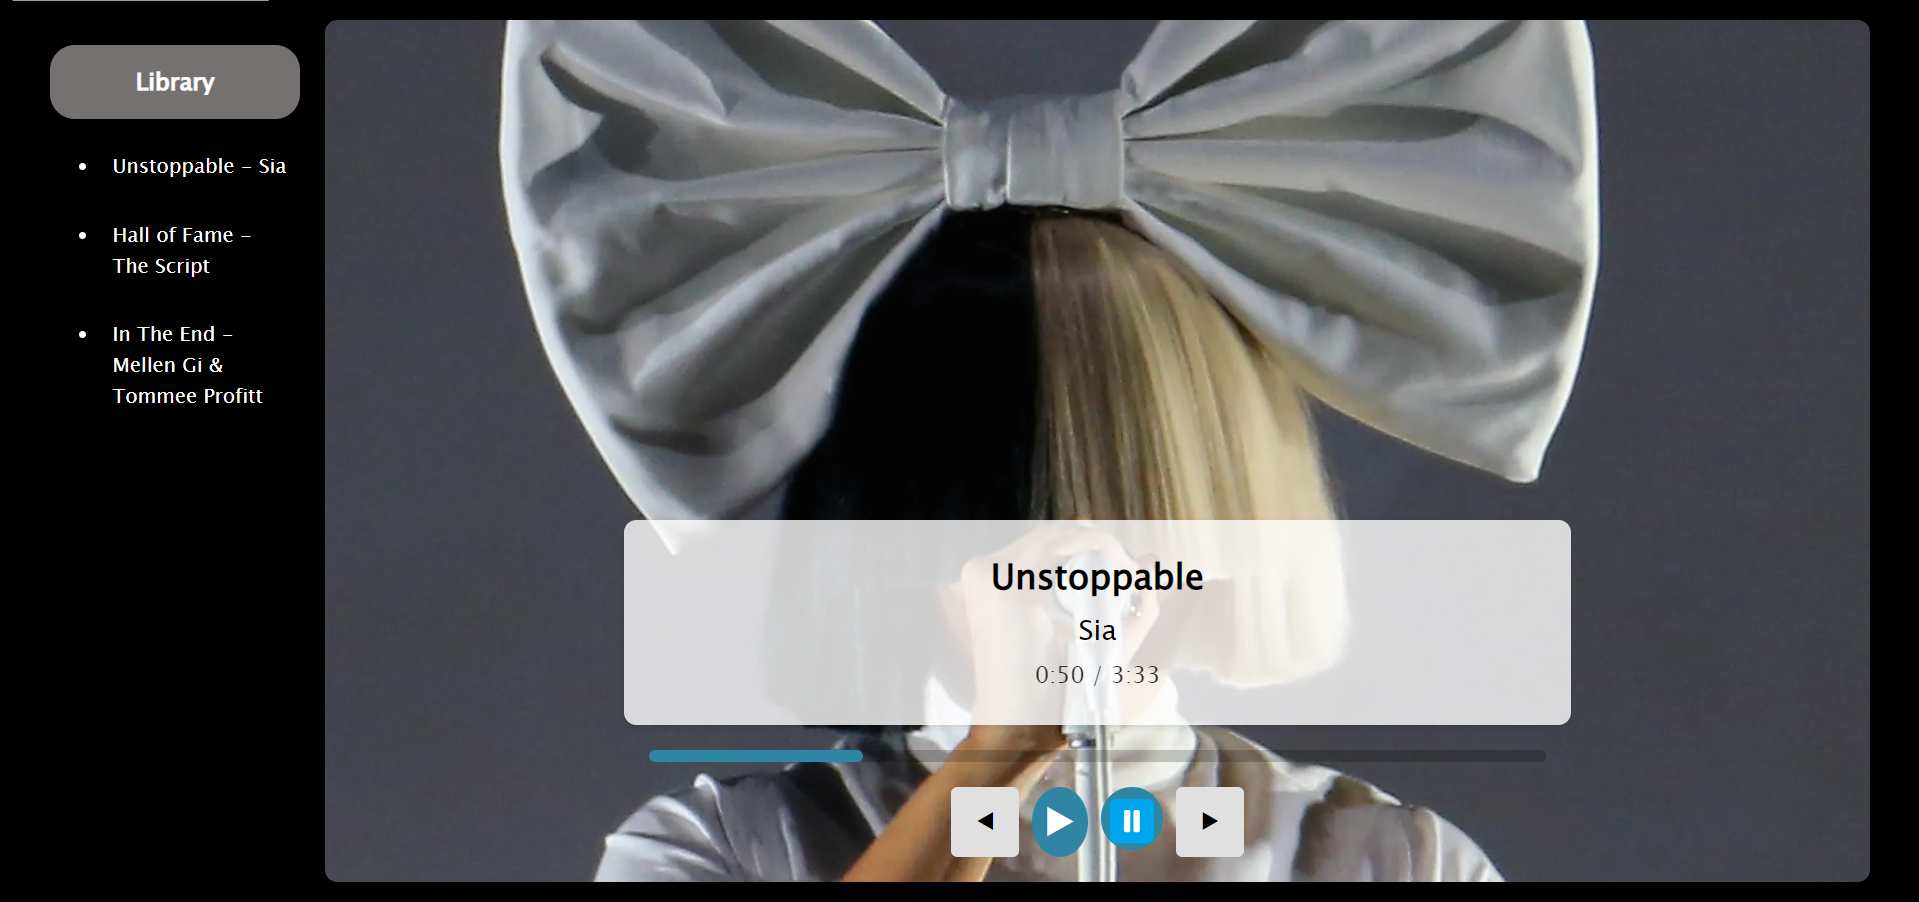 Library
Unstoppable – Sia
Hall of Fame –
The Script
In The End –
Mellen Gi &
Tommee Profitt
Unstoppable
Sia
0:50 / 3:33